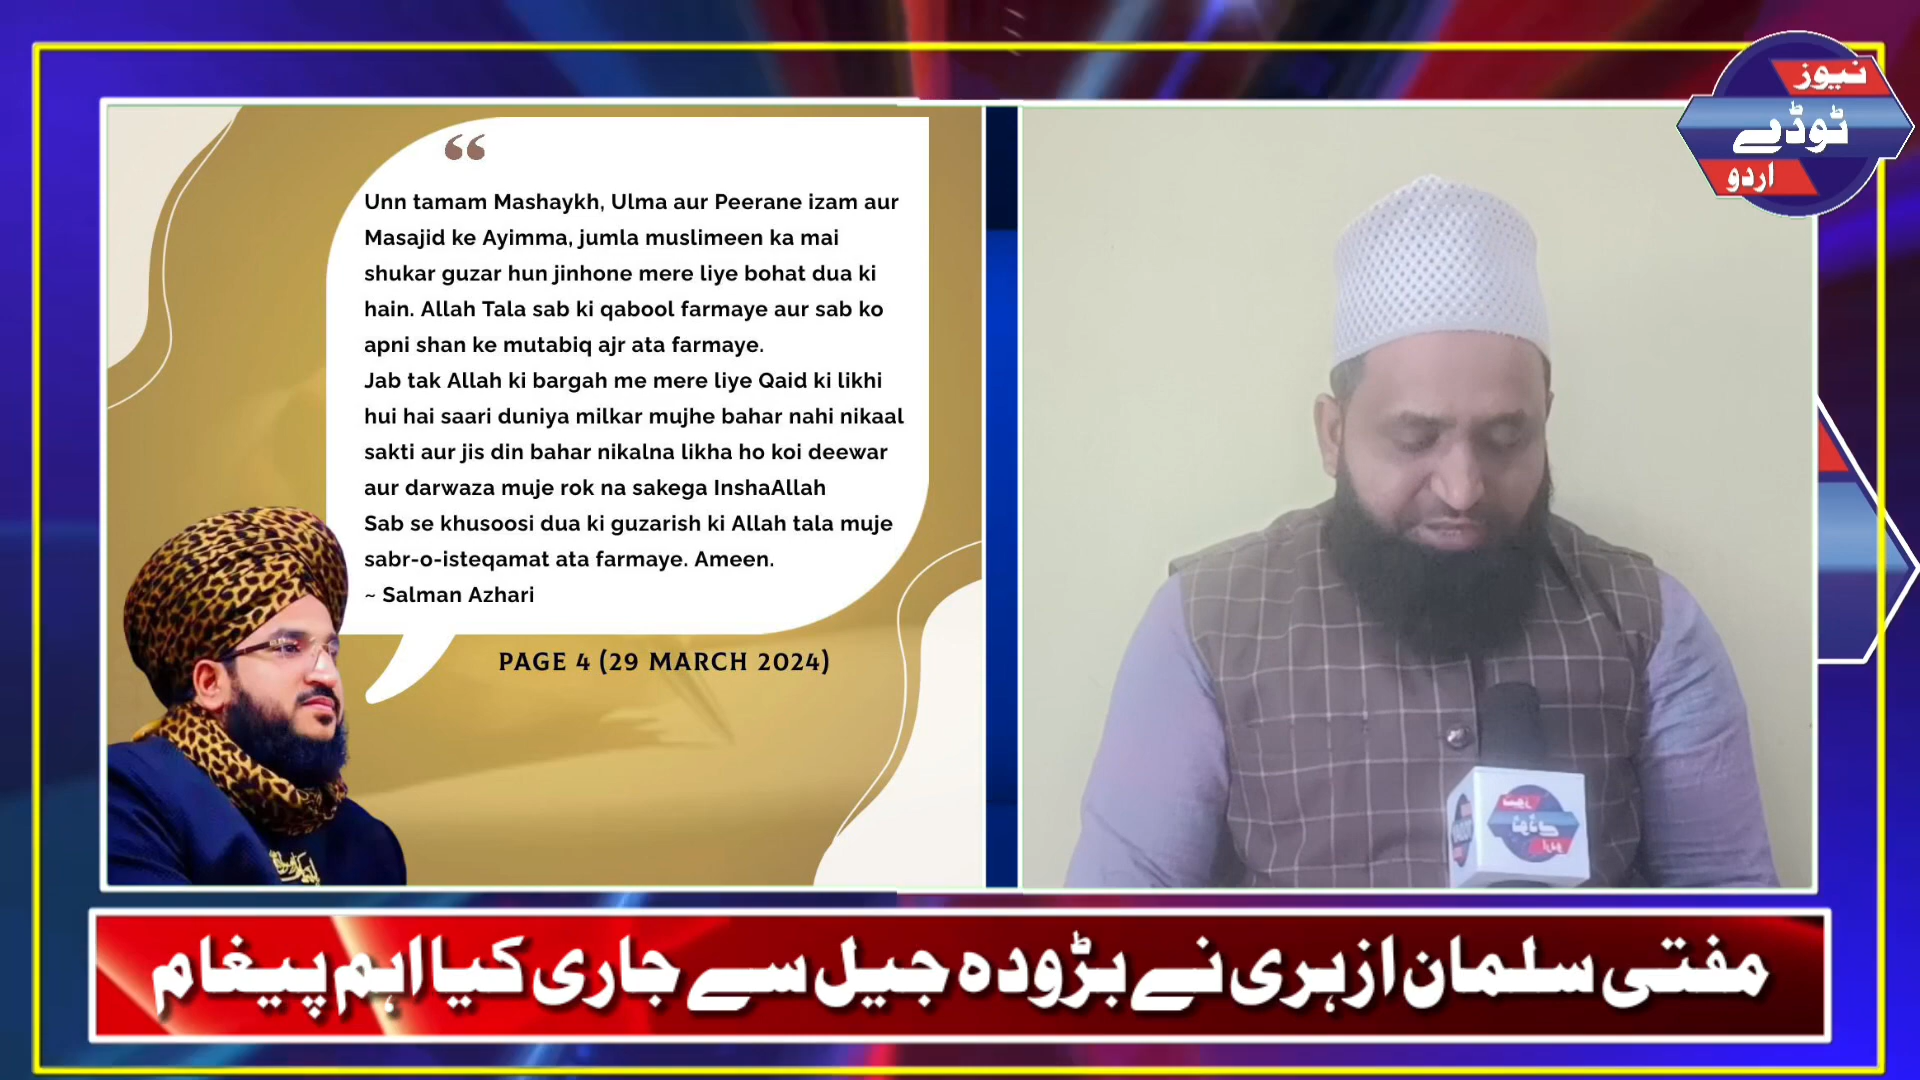 نیوز
ٹوڈے
اردو
“
Unn tamam Mashaykh, Ulma aur Peerane izam aur
Masajid ke Ayimma, jumla muslimeen ka mai
shukar guzar hun jinhone mere liye bohat dua ki
hain. Allah Tala sab ki qabool farmaye aur sab ko
apni shan ke mutabiq ajr ata farmaye.
Jab tak Allah ki bargah me mere liye Qaid ki likhi
hui hai saari duniya milkar mujhe bahar nahi nikaal
sakti aur jis din bahar nikalna likha ho koi deewar
aur darwaza muje rok na sakega InshaAllah
Sab se khusoosi dua ki guzarish ki Allah tala muje
sabr-o-isteqamat ata farmaye. Ameen.
~ Salman Azhari
PAGE 4 (29 MARCH 2024)
نیوز
ٹوڈے
اردو
مفتی سلمان ازہری نے بڑودہ جیل سے جاری کیا اہم پیغام